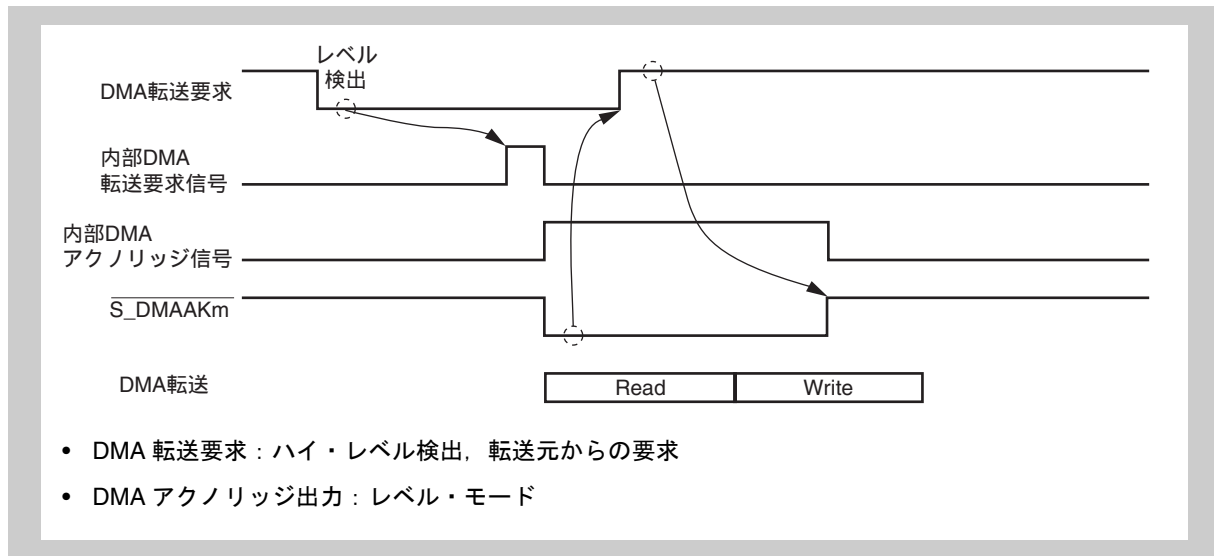 レベル
検出
DMA転送要求
内部DMA
転送要求信号
内部DMA
アクノリッジ信号
S_DMAAKm
DMA転送
Read
Write
• DMA 転送要求：ハイ・レベル検出，転送元からの要求
• DMA アクノリッジ出力：レベル・モード